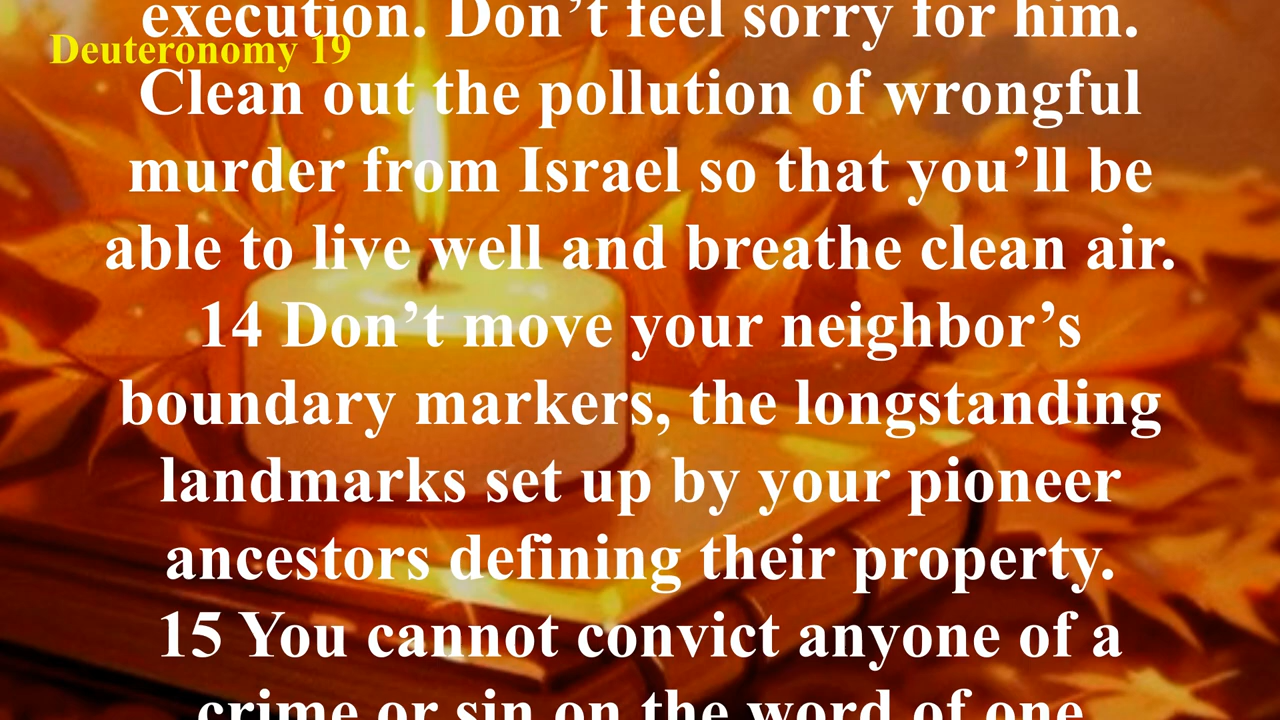 execution. Don’t feel sorry for him.
Deuteronomy 19
Clean out the pollution of wrongful
murder from Israel so that you’ll be
able to live well and breathe clean air.
14 Don’t move your neighbor’s
boundary markers, the longstanding
landmarks set up by your pioneer
ancestors defining their property.
15 You cannot convict anyone of a
crime or sin on the word of one